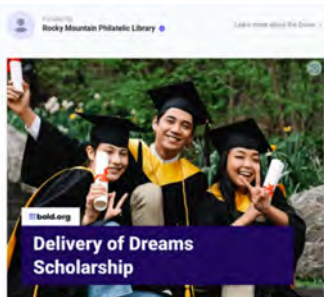 Funded by
Rocky Mountain Philatelic Library
Learn more about the Donor
bold.org
Delivery of Dreams
Scholarship